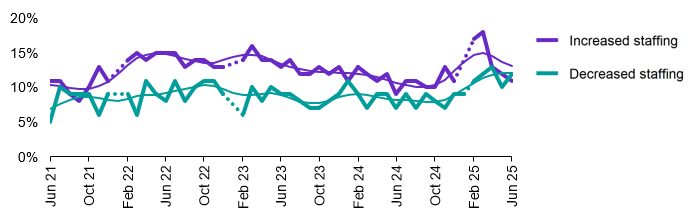 20%
15%
10%
5%
0%
Jun 21
Oct 21
Feb 22
Jun 22
Oct 22
Feb 23
Jun 23
Oct 23
Feb 24
Jun 24
Oct 24
Feb 25
Jun 25
Increased staffing
Decreased staffing